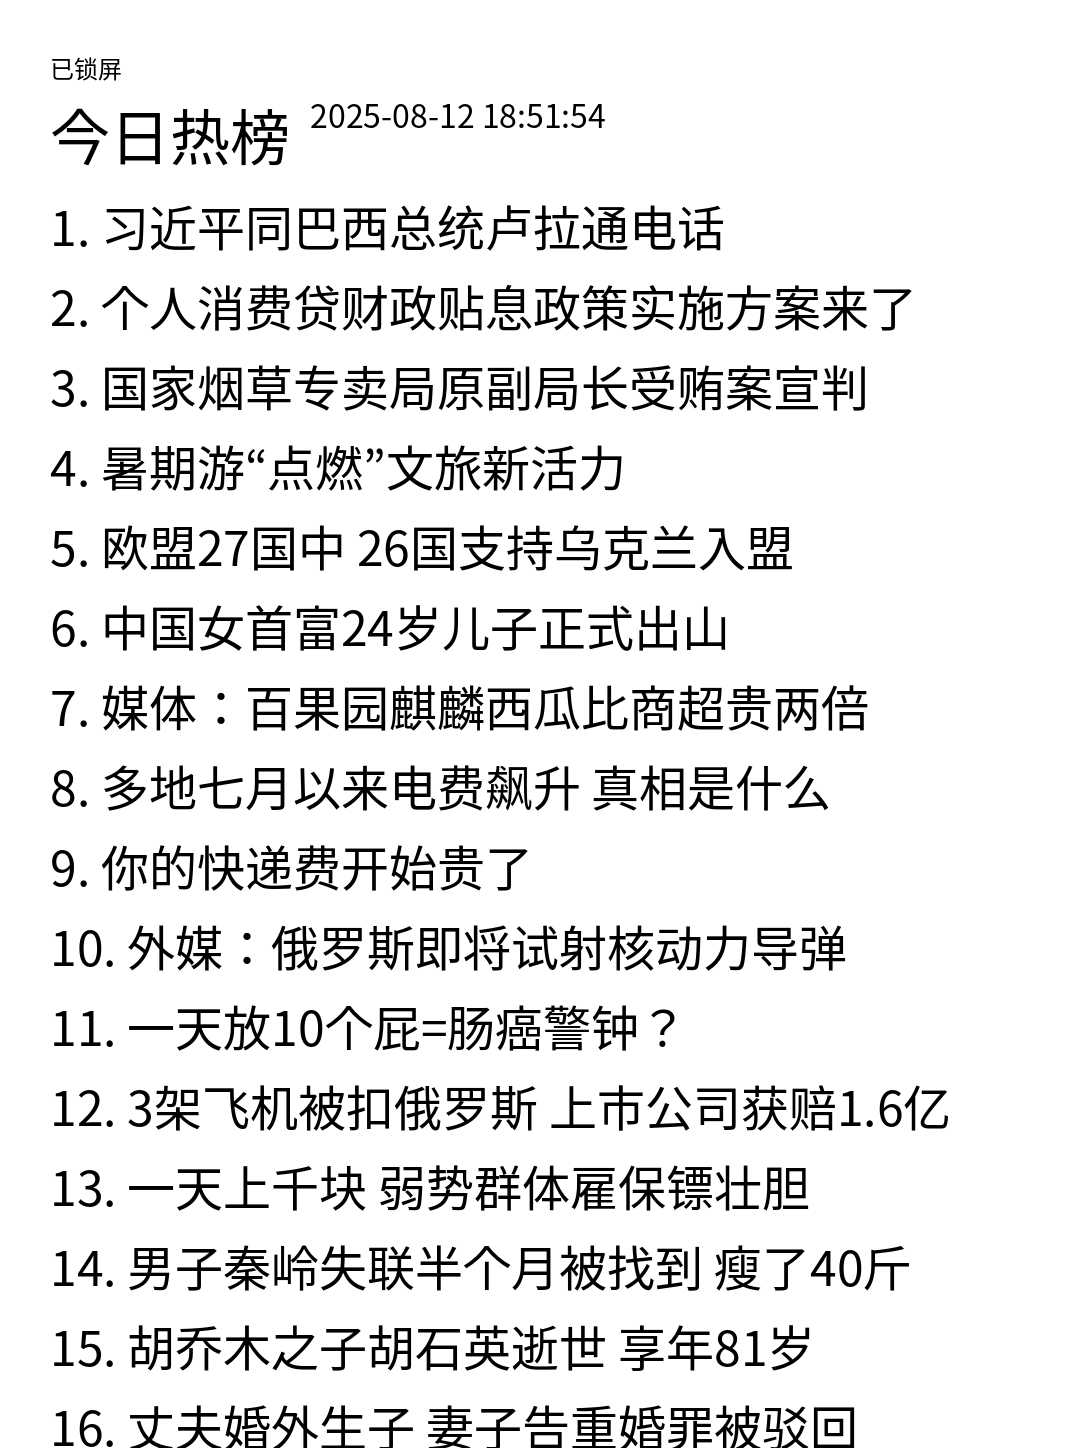 已锁屏
今日热榜 2025-08-12 18:51:54
1. 习近平同巴西总统卢拉通电话
2. 个人消费贷财政贴息政策实施方案来了
3. 国家烟草专卖局原副局长受贿案宣判
4. 暑期游“点燃”文旅新活力
5. 欧盟27国中 26国支持乌克兰入盟
6. 中国女首富24岁儿子正式出山
7. 媒体：百果园麒麟西瓜比商超贵两倍
8. 多地七月以来电费飙升 真相是什么
9. 你的快递费开始贵了
10. 外媒：俄罗斯即将试射核动力导弹
11. 一天放10个屁=肠癌警钟？
12. 3架飞机被扣俄罗斯 上市公司获赔1.6亿
13. 一天上千块 弱势群体雇保镖壮胆
14. 男子秦岭失联半个月被找到 瘦了40斤
15. 胡乔木之子胡石英逝世 享年81岁
16. 丈夫婚外生子 妻子告重婚罪被驳回